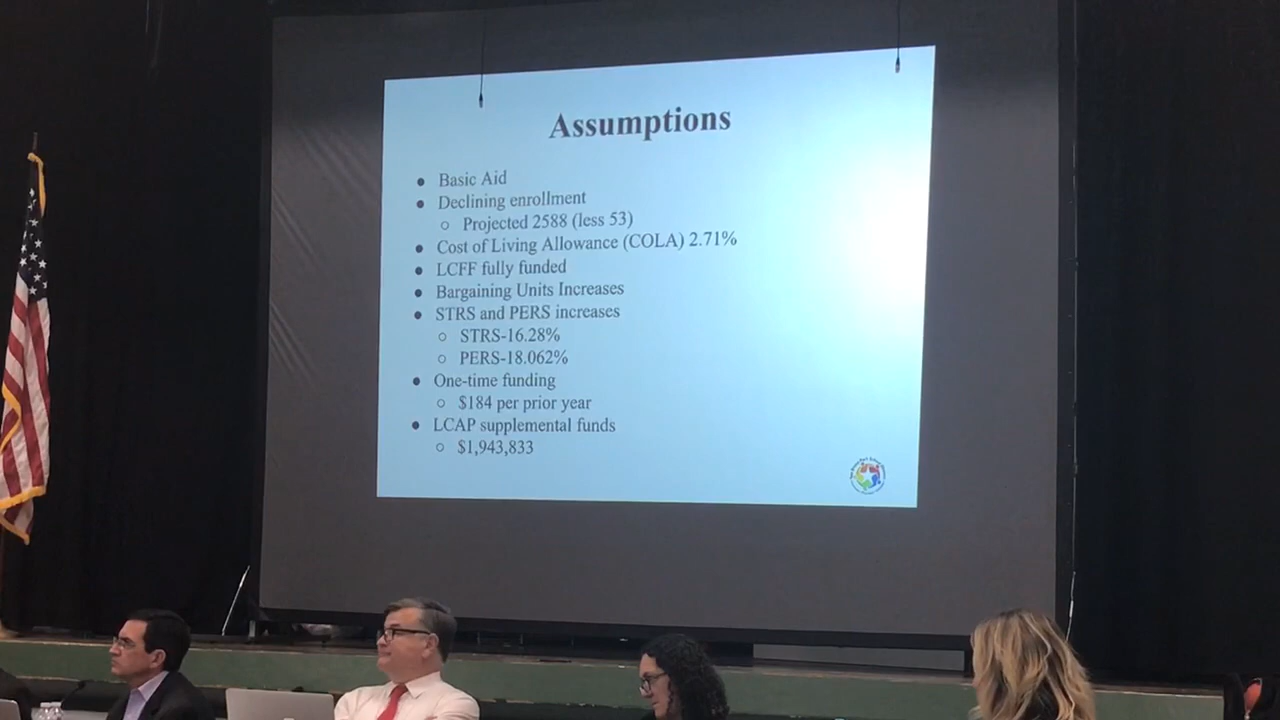 Assumptions
● Basic Aid
● Declining enrollment
○ Projected 2588 (less 53)
● Cost of Living Allowance (COLA) 2.71%
● LCFF fully funded
● Bargaining Units Increases
● STRS and PERS increases
○ STRS-16.28%
○ PERS-18.062%
● One-time funding
○ $184 per prior year
● LCAP supplemental funds
○ $1,943,833